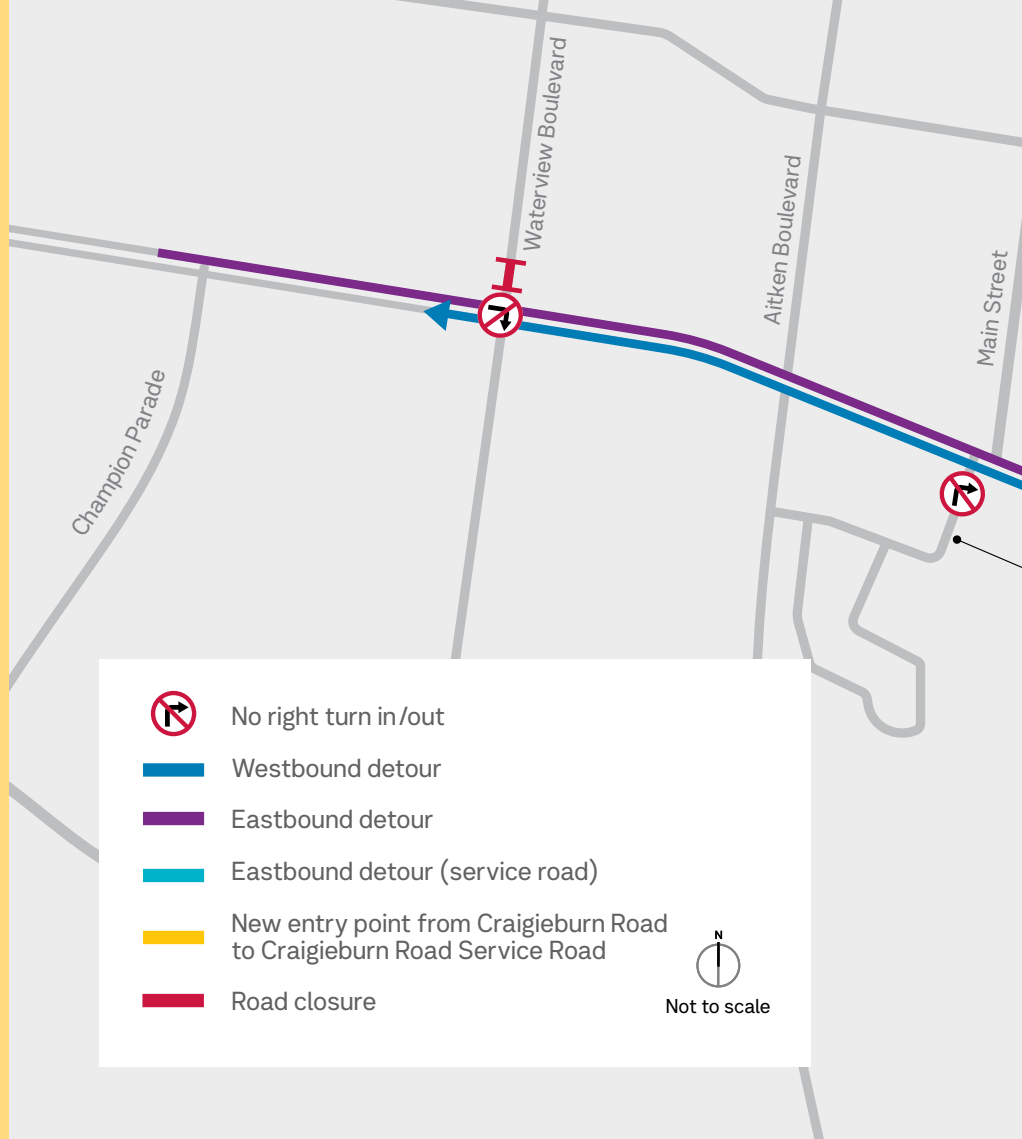 Waterview Boulevard
Aitken Boulevard
Main Street
Champion Parade
No right turn in/out
Westbound detour
Eastbound detour
Eastbound detour (service road)
New entry point from Craigieburn Road
to Craigieburn Road Service Road
Road closure
N
Not to scale